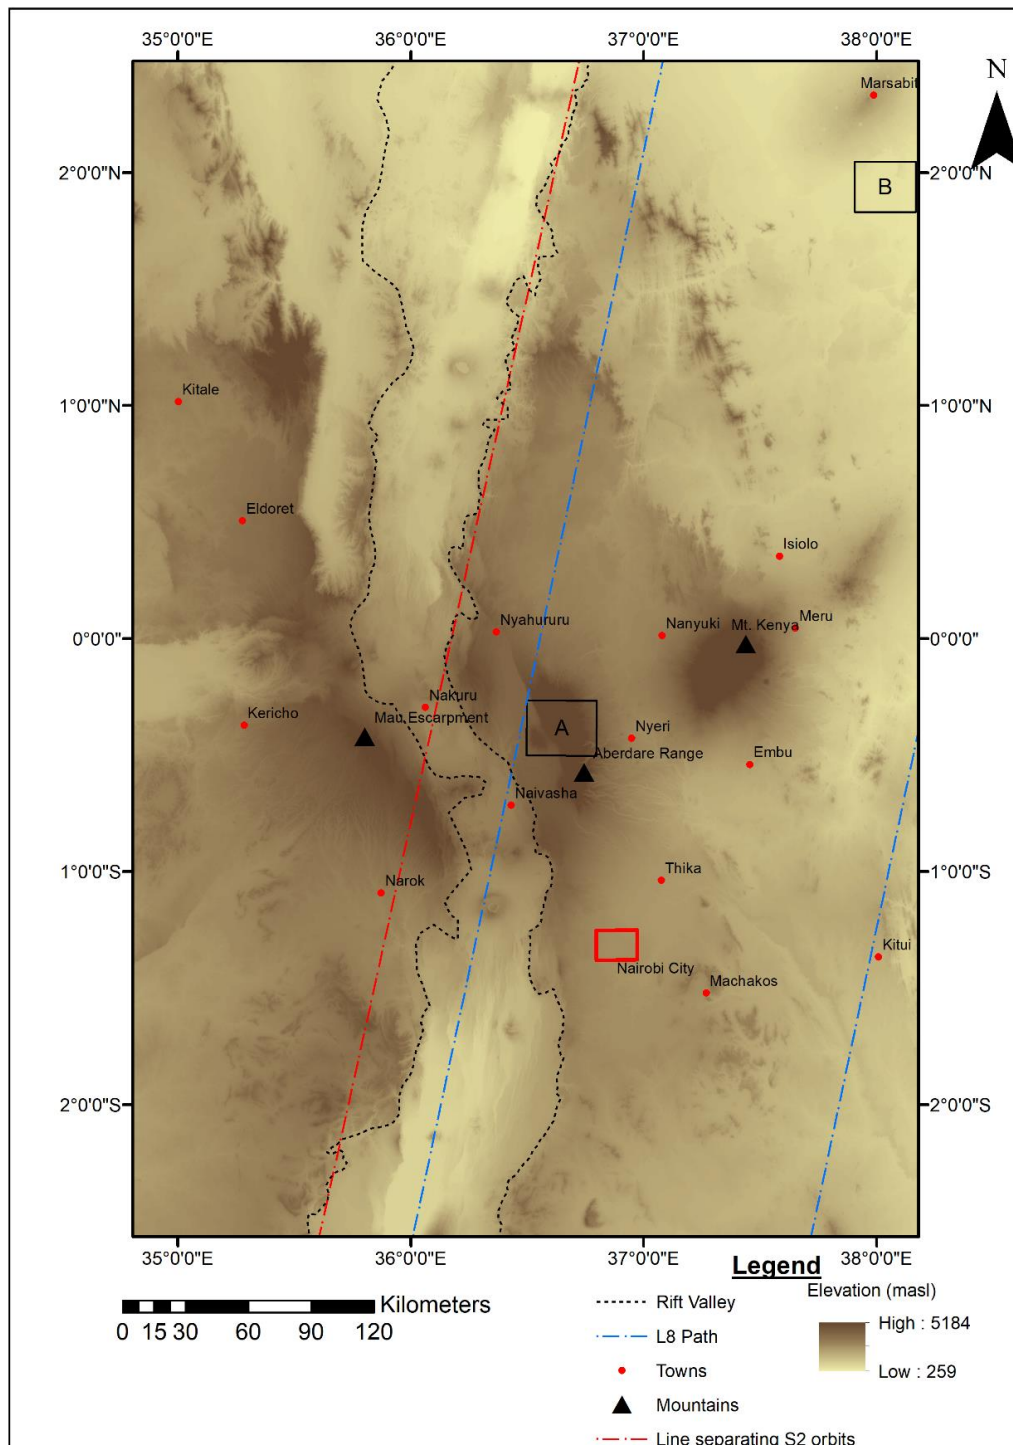 35°0'0"E 36°0'0"E 37°0'0"E 38°0'0"E
N
Marsabit
2°0'0"N 2°0'0"N
B
1°0'0"N 1°0'0"N
Kitale
Eldoret
Isiolo
0°0'0" 0°0'0"
Nyahururu
Nanyuki
Mt. Kenya
Meru
Nakuru
Kericho
Mau Escarpment
A
Nyeri
Aberdare Range
Embu
Naivasha
1°0'0"S 1°0'0"S
Narok
Thika
Nairobi City
Machakos
Kitui
2°0'0"S 2°0'0"S
35°0'0"E 36°0'0"E 37°0'0"E 38°0'0"E
Legend
Kilometers
0 15 30 60 90 120
Rift Valley
L8 Path
Towns
Mountains
Line separating S2 orbits
Elevation (masl)
High : 5184
Low : 259